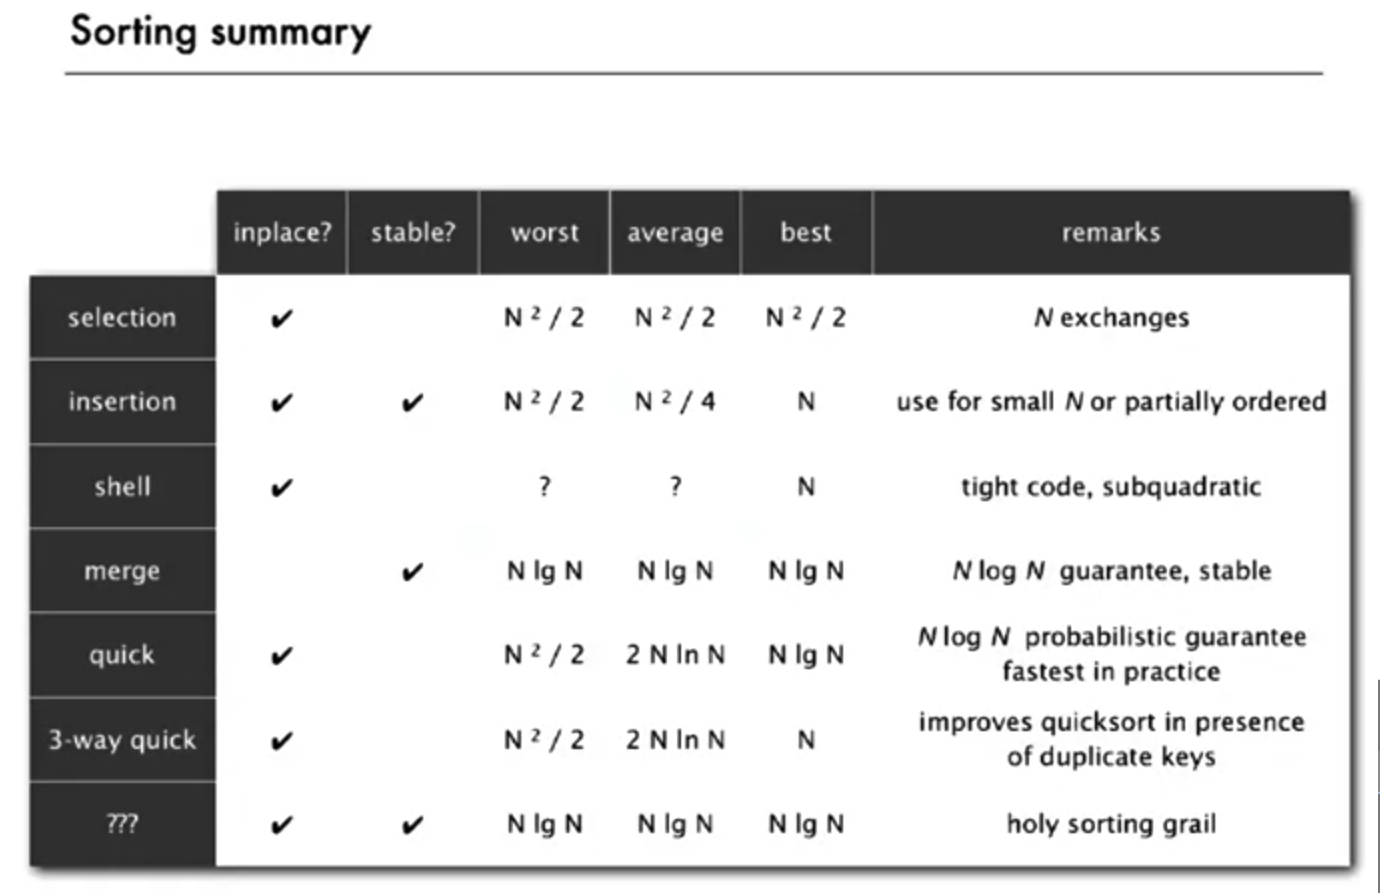 Sorting summary
inplace? stable? worst average best remarks
selection ✔ N ² / 2 N ² / 2 N ² / 2 N exchanges
insertion ✔ ✔ N ² / 2 N ² / 4 N use for small N or partially ordered
shell ✔ ? ? N tight code, subquadratic
merge ✔ N lg N N lg N N lg N N log N guarantee, stable
quick ✔ N ² / 2 2 N ln N N lg N N log N probabilistic guarantee
fastest in practice
3-way quick ✔ N ² / 2 2 N ln N N improves quicksort in presence
of duplicate keys
??? ✔ ✔ N lg N N lg N N lg N holy sorting grail